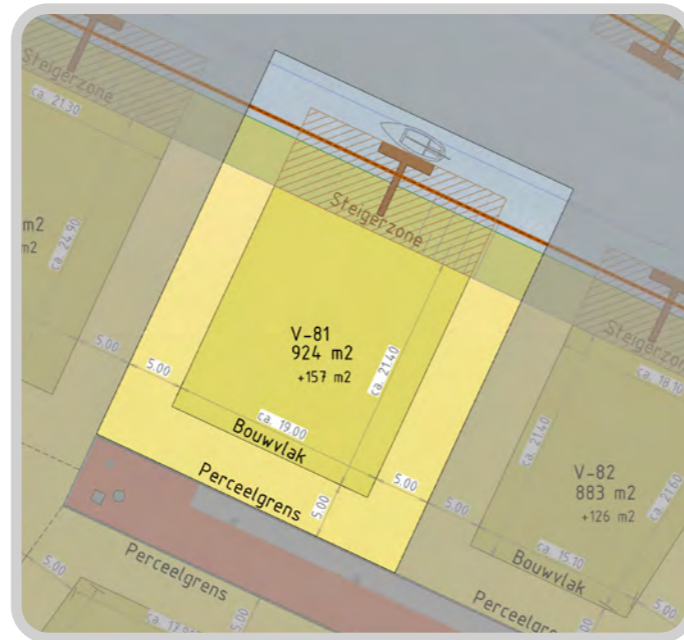 Steigerzone
ca. 21.30
m2
m2
ca. 24.90
5.00
Steigerzone
V-81
924 m2
+157 m2
ca. 21.40
5.00
ca. 19.00
Bouwvlak
5.00
Perceelgrens
5.00
5.00
Steigerzone
ca. 18.10
ca. 21.40
V-82
883 m2
+126 m2
ca. 21.60
Bouwvlak
ca. 15.10
5.00
Perceelgrens
Perceelgrens
5.00
5.00